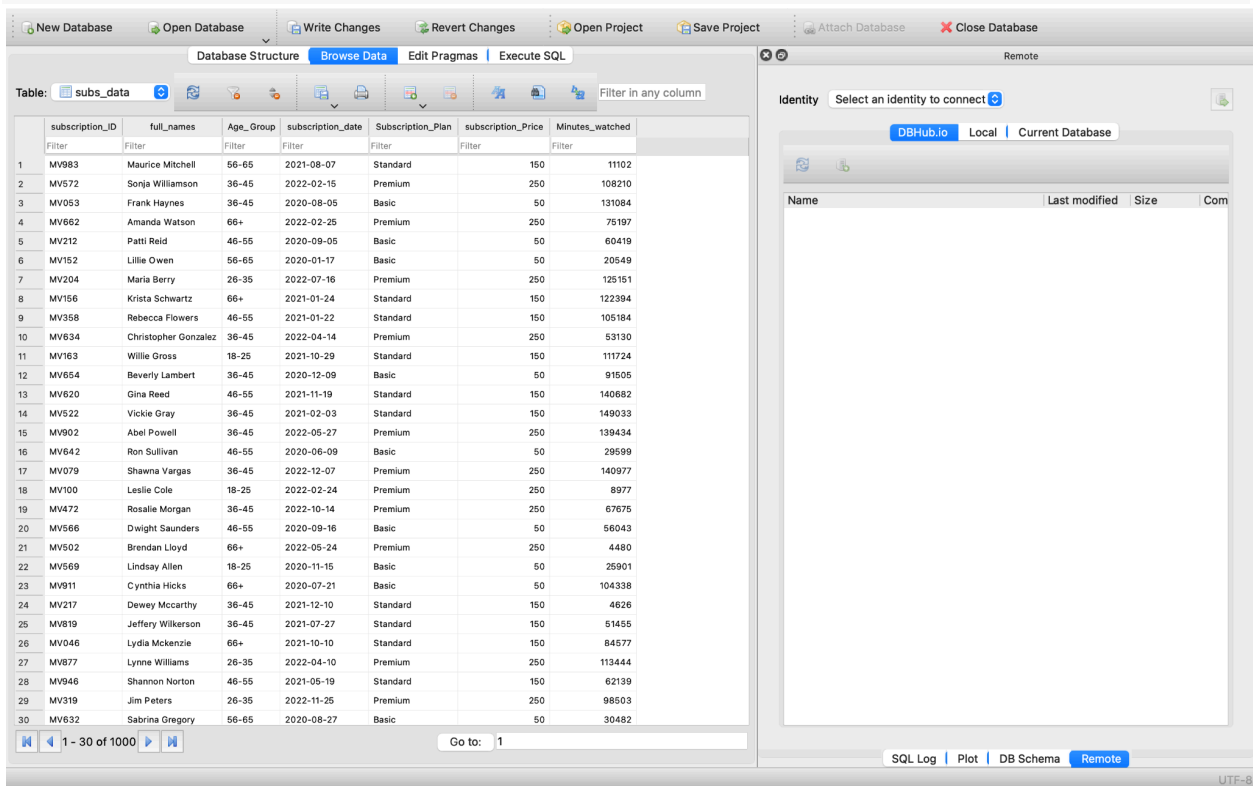 New Database Open Database Write Changes Revert Changes Open Project Save Project Attach Database Close Database
Database Structure Browse Data Edit Pragmas Execute SQL
Table: subs_data Filter in any column
subscription_ID full_names Age_Group subscription_date Subscription_Plan subscription_Price Minutes_watched
Filter Filter Filter Filter Filter Filter Filter
1 MV983 Maurice Mitchell 56-65 2021-08-07 Standard 150 11102
2 MV572 Sonja Williamson 36-45 2022-02-15 Premium 250 108210
3 MV053 Frank Haynes 36-45 2020-08-05 Basic 50 131084
4 MV662 Amanda Watson 66+ 2022-02-25 Premium 250 75197
5 MV212 Patti Reid 46-55 2020-09-05 Basic 50 60419
6 MV152 Lillie Owen 56-65 2020-01-17 Basic 50 20549
7 MV204 Maria Berry 26-35 2022-07-16 Premium 250 125151
8 MV156 Krista Schwartz 66+ 2021-01-24 Standard 150 122394
9 MV358 Rebecca Flowers 46-55 2021-01-22 Standard 150 105184
10 MV634 Christopher Gonzalez 36-45 2022-04-14 Premium 250 53130
11 MV163 Willie Gross 18-25 2021-10-29 Standard 150 111724
12 MV654 Beverly Lambert 36-45 2020-12-09 Basic 50 91505
13 MV620 Gina Reed 46-55 2021-11-19 Standard 150 140682
14 MV522 Vickie Gray 36-45 2021-02-03 Standard 150 149033
15 MV902 Abel Powell 36-45 2022-05-27 Premium 250 139434
16 MV642 Ron Sullivan 46-55 2020-06-09 Basic 50 29599
17 MV079 Shawna Vargas 36-45 2022-12-07 Premium 250 140977
18 MV100 Leslie Cole 18-25 2022-02-24 Premium 250 8977
19 MV472 Rosalie Morgan 36-45 2022-10-14 Premium 250 67675
20 MV566 Dwight Saunders 46-55 2020-09-16 Basic 50 56043
21 MV502 Brendan Lloyd 66+ 2022-05-24 Premium 250 4480
22 MV569 Lindsay Allen 18-25 2020-11-15 Basic 50 25901
23 MV911 Cynthia Hicks 66+ 2020-07-21 Basic 50 104338
24 MV217 Dewey Mccarthy 36-45 2021-12-10 Standard 150 4626
25 MV819 Jeffery Wilkerson 36-45 2021-07-27 Standard 150 51455
26 MV046 Lydia Mckenzie 66+ 2021-10-10 Standard 150 84577
27 MV877 Lynne Williams 26-35 2022-04-10 Premium 250 113444
28 MV946 Shannon Norton 46-55 2021-05-19 Standard 150 62139
29 MV319 Jim Peters 26-35 2022-11-25 Premium 250 98503
30 MV632 Sabrina Gregory 56-65 2020-08-27 Basic 50 30482
1 - 30 of 1000 Go to: 1
Remote
Identity Select an identity to connect
DBHub.io Local Current Database
Name Last modified Size Com
SQL Log Plot DB Schema Remote
UTF-8